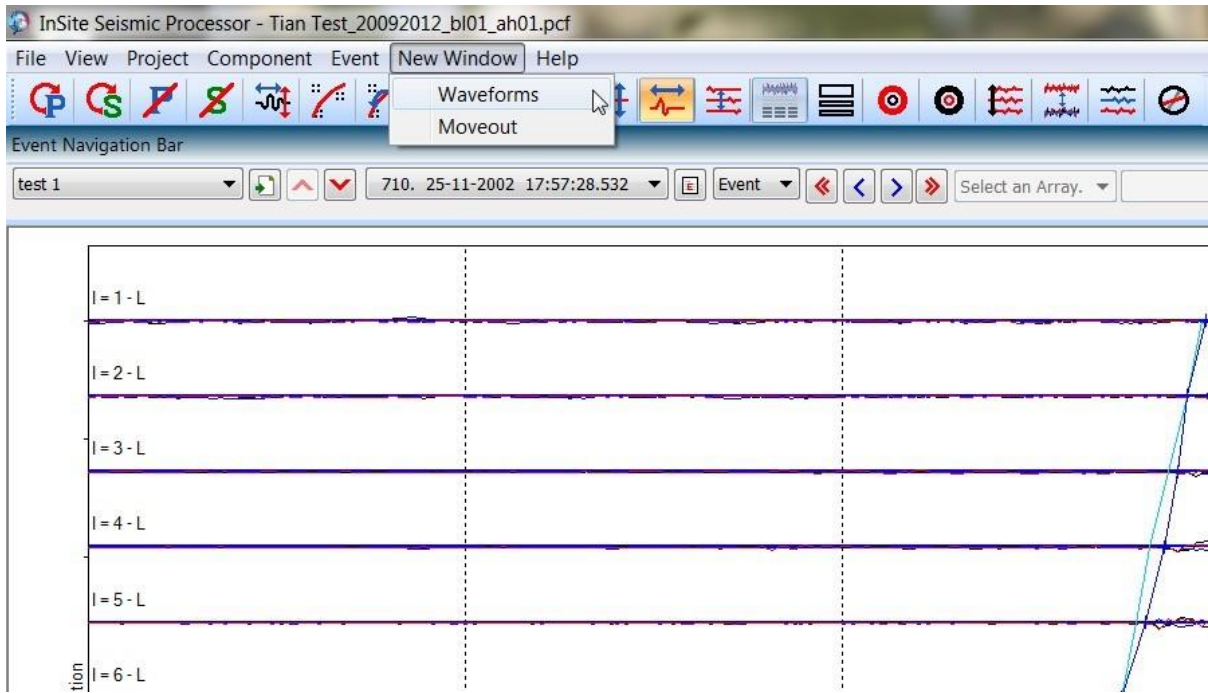 InSite Seismic Processor - Tian Test_20092012_bl01_ah01.pcf
File View Project Component Event New Window Help
Waveforms
Moveout
Event Navigation Bar
test 1 710. 25-11-2002 17:57:28.532 E Event Select an Array.
I=1-L
I=2-L
I=3-L
I=4-L
I=5-L
I=6-L